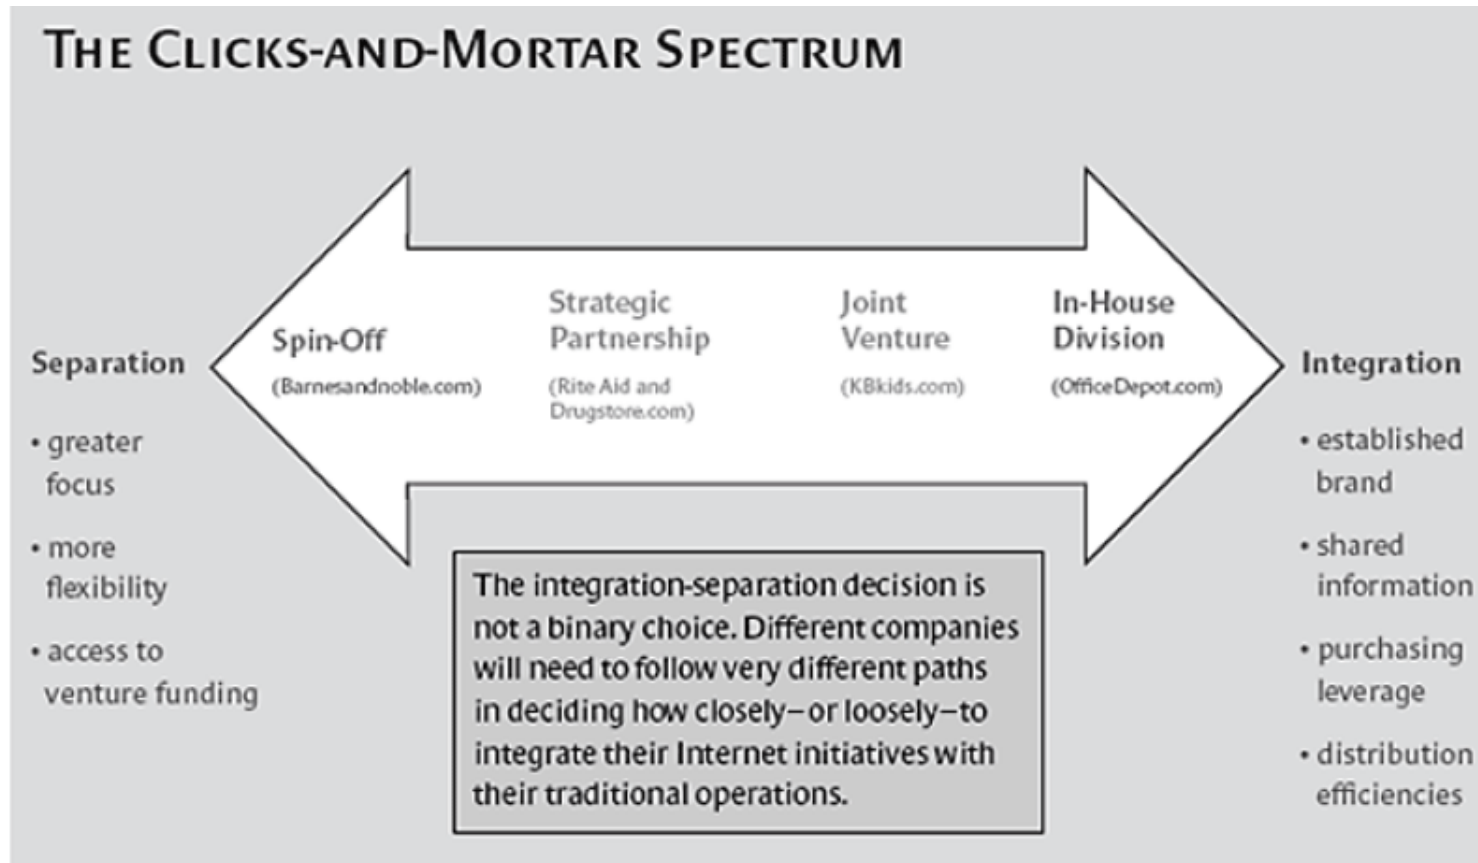 THE CLICKS-AND-MORTAR SPECTRUM
Separation
• greater
focus
• more
flexibility
• access to
venture funding
Spin-Off
(Barnesandnoble.com)
Strategic
Partnership
(Rite Aid and
Drugstore.com)
Joint
Venture
(KBkids.com)
In-House
Division
(OfficeDepot.com)
Integration
• established
brand
• shared
information
• purchasing
leverage
• distribution
efficiencies
The integration-separation decision is
not a binary choice. Different companies
will need to follow very different paths
in deciding how closely–or loosely–to
integrate their Internet initiatives with
their traditional operations.